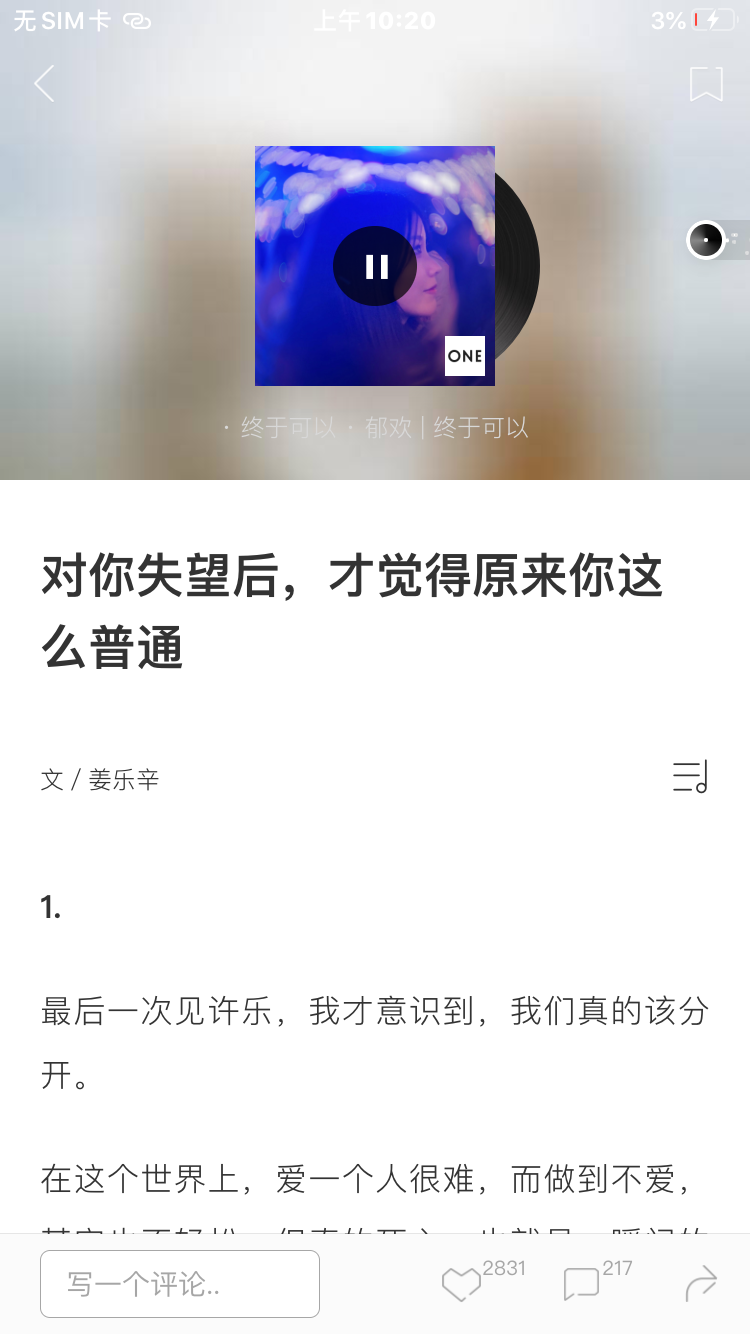 无SIM卡
上午10:20
3%
ONE
· 终于可以 · 郁欢 | 终于可以
对你失望后，才觉得原来你这
么普通
文 / 姜乐辛
1.
最后一次见许乐，我才意识到，我们真的该分
开。
在这个世界上，爱一个人很难，而做到不爱，
写一个评论..
2831
217